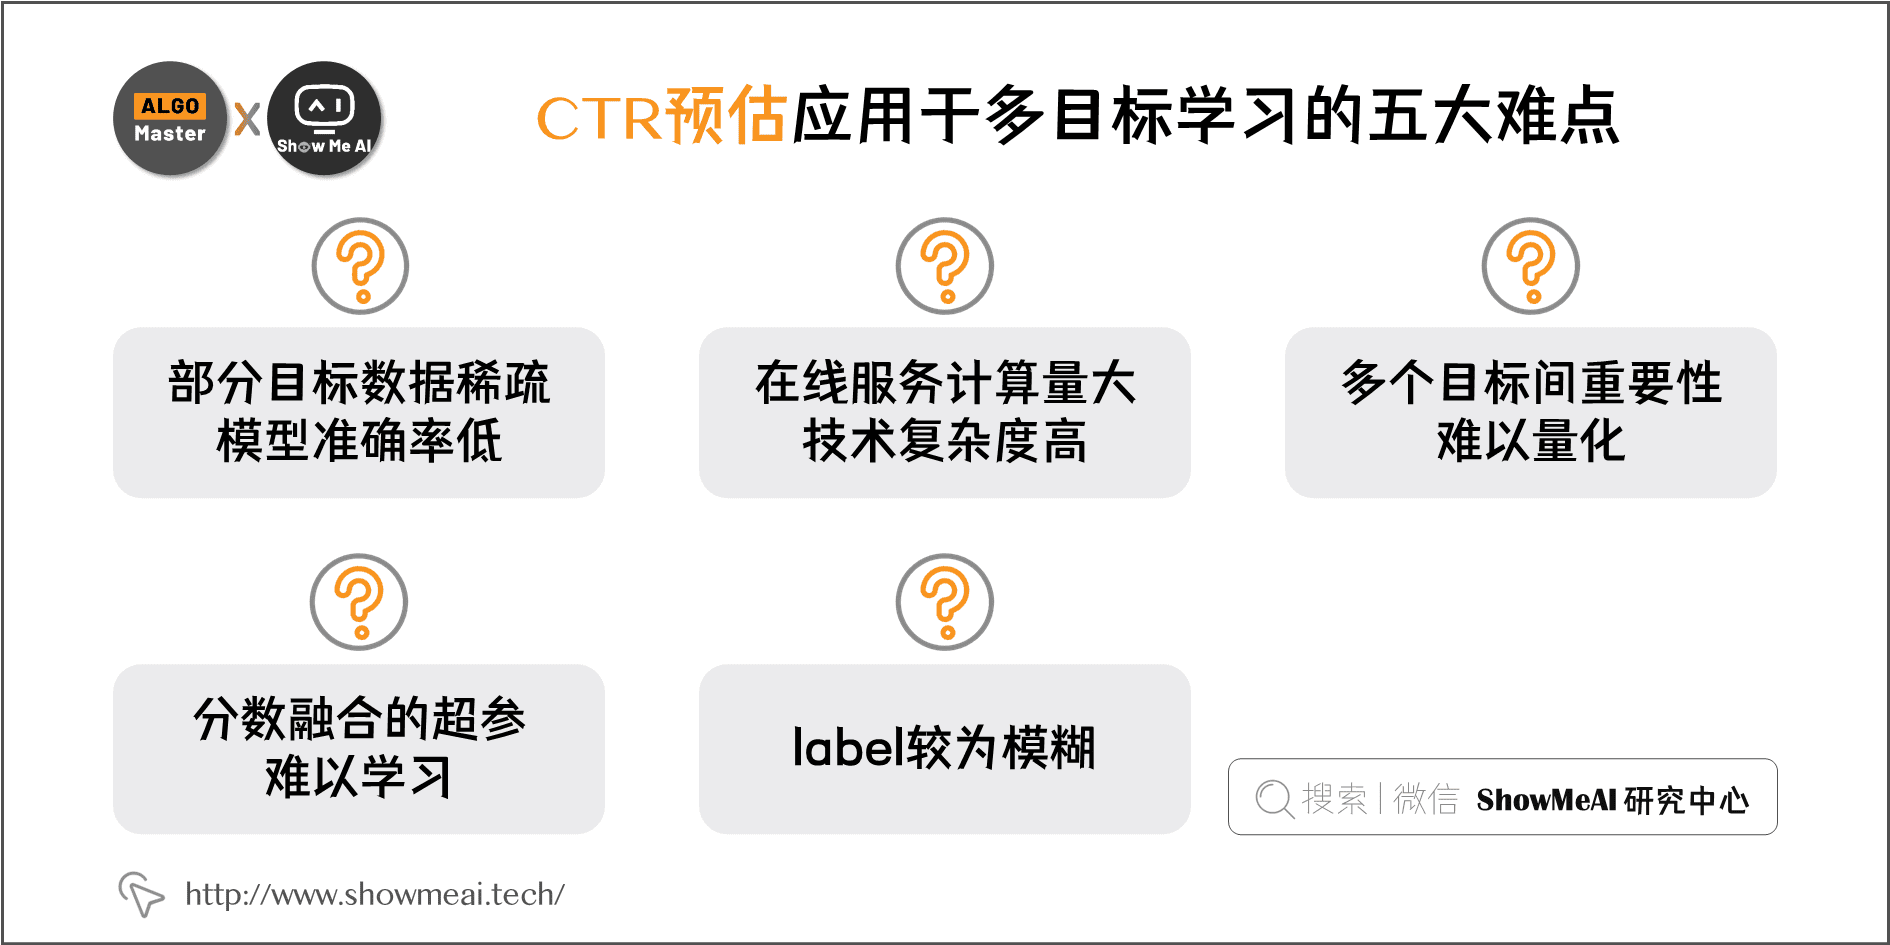 ALGO
Master
X
Show Me AI
CTR预估应用于多目标学习的五大难点
部分目标数据稀疏
模型准确率低
在线服务计算量大
技术复杂度高
多个目标间重要性
难以量化
分数融合的超参
难以学习
label较为模糊
搜索|微信 ShowMeAI 研究中心
http://www.showmeai.tech/